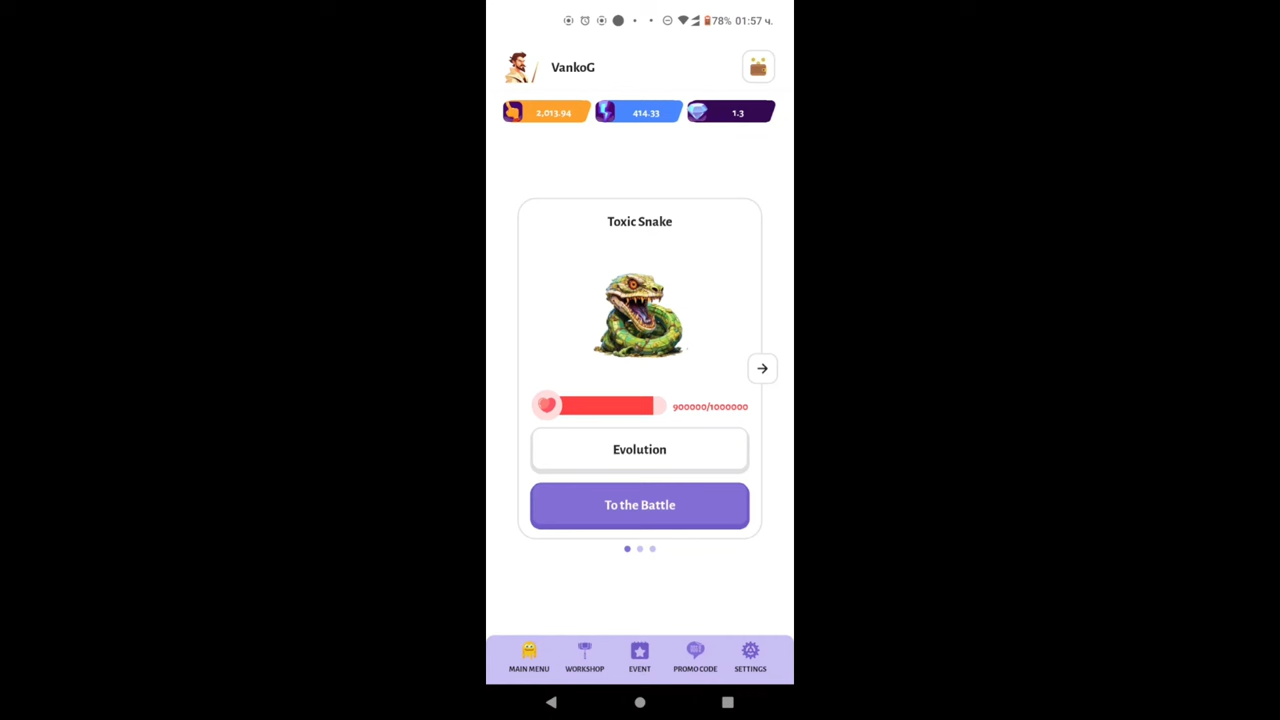 78% 01:57 ч.
VankoG
2,013.94 414.33 1.3
Toxic Snake
900000/1000000
Evolution
To the Battle
MAIN MENU WORKSHOP EVENT PROMO CODE SETTINGS